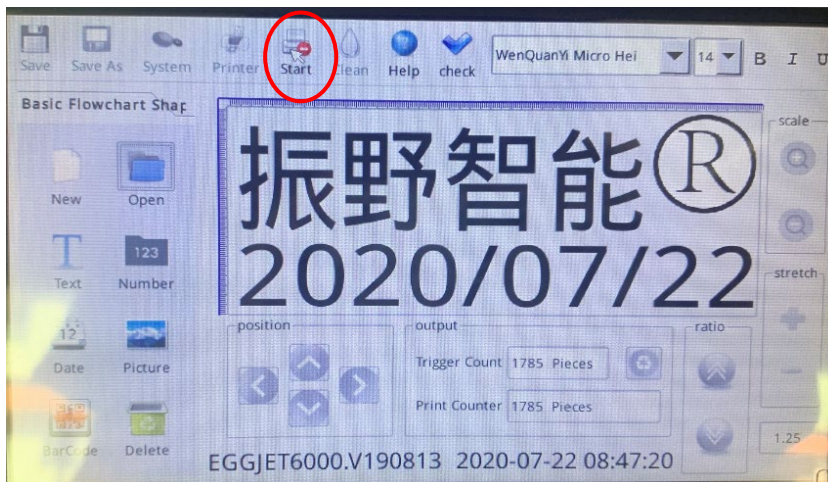 Save Save As System Printer Start Clean Help check WenQuanYi Micro Hei 14 B I U
Basic Flowchart Shap
振野智能®
2020/07/22
scale
New Open
Text 123 Number
stretch
12 Date Picture
position output ratio
Trigger Count 1785 Pieces
Print Counter 1785 Pieces
BarCode Delete
1.25
EGGJET6000.V190813 2020-07-22 08:47:20